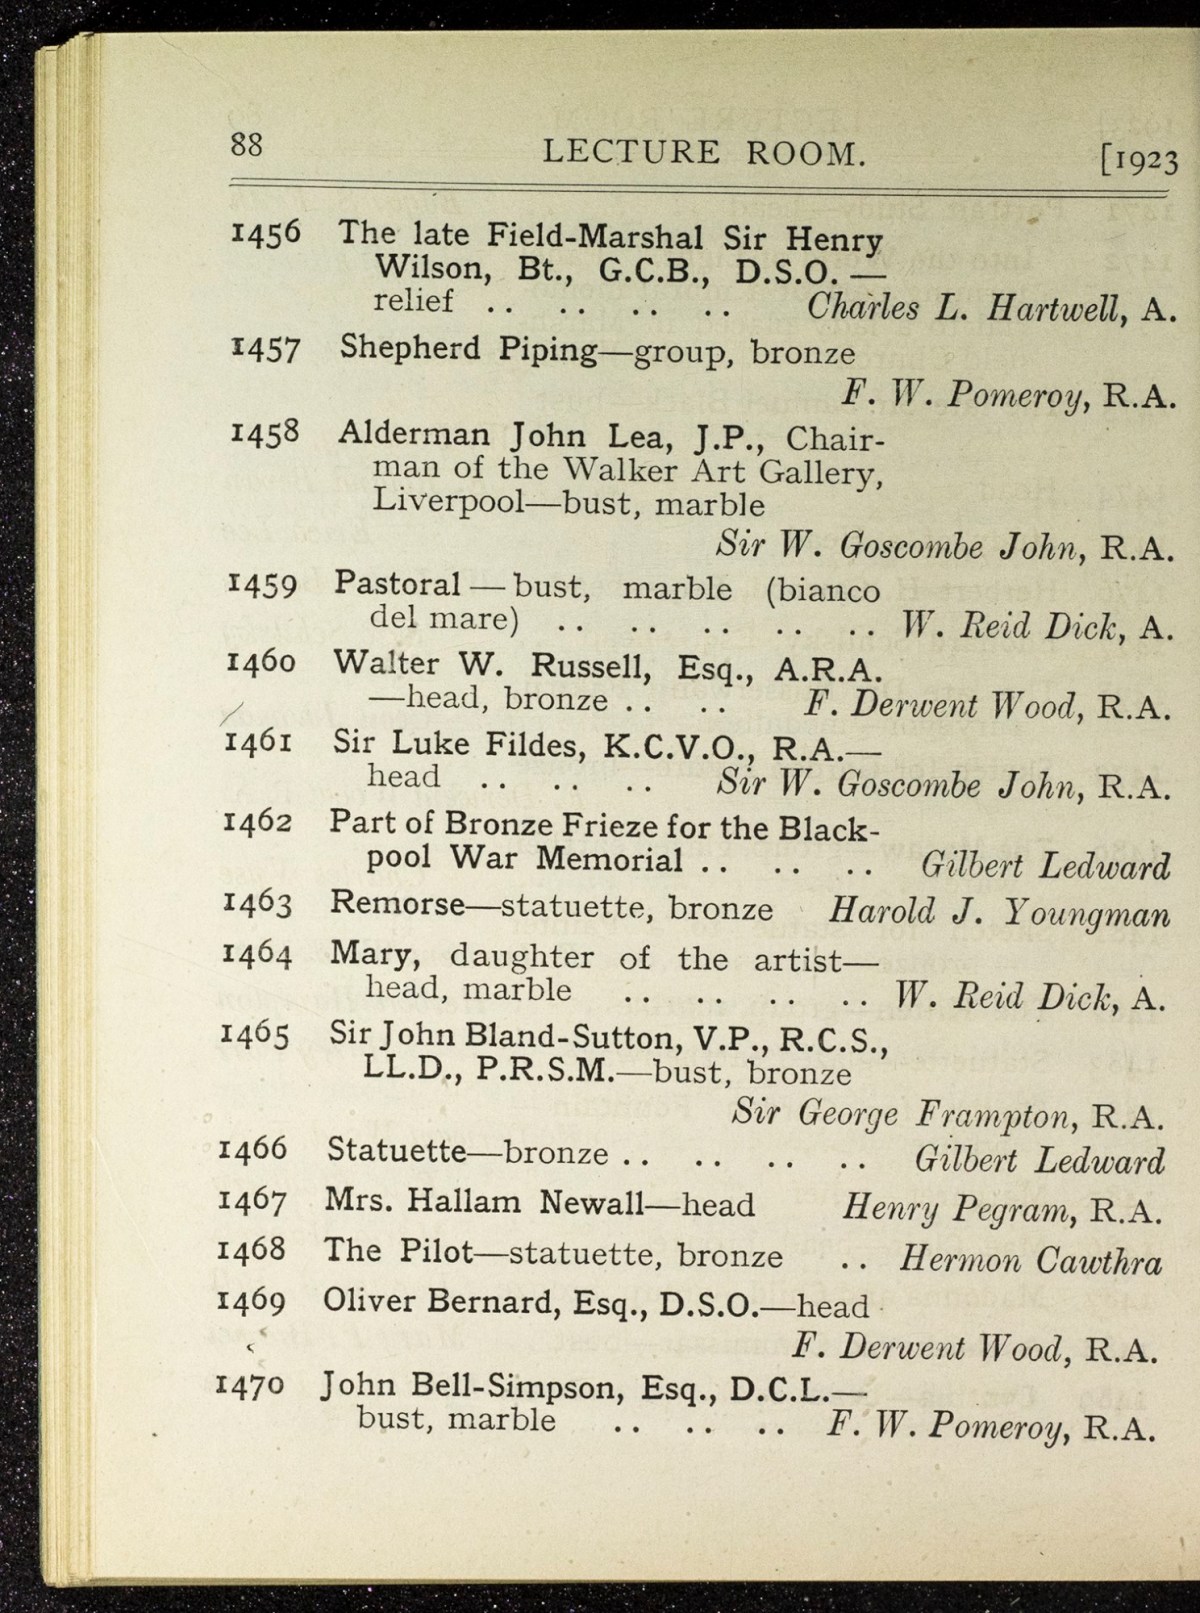 88 LECTURE ROOM. [1923
1456 The late Field-Marshal Sir Henry
Wilson, Bt., G.C.B., D.S.O. —
relief .. .. .. .. Charles L. Hartwell, A.
1457 Shepherd Piping—group, bronze
F. W. Pomeroy, R.A.
1458 Alderman John Lea, J.P., Chair-
man of the Walker Art Gallery,
Liverpool—bust, marble
Sir W. Goscombe John, R.A.
1459 Pastoral — bust, marble (bianco
del mare) .. .. .. .. .. W. Reid Dick, A.
1460 Walter W. Russell, Esq., A.R.A.
—head, bronze .. .. F. Derwent Wood, R.A.
1461 Sir Luke Fildes, K.C.V.O., R.A.—
head .. .. .. Sir W. Goscombe John, R.A.
1462 Part of Bronze Frieze for the Black-
pool War Memorial .. .. .. Gilbert Ledward
1463 Remorse—statuette, bronze Harold J. Youngman
1464 Mary, daughter of the artist—
head, marble .. .. .. .. W. Reid Dick, A.
1465 Sir John Bland-Sutton, V.P., R.C.S.,
LL.D., P.R.S.M.—bust, bronze
Sir George Frampton, R.A.
1466 Statuette—bronze .. .. .. .. Gilbert Ledward
1467 Mrs. Hallam Newall—head Henry Pegram, R.A.
1468 The Pilot—statuette, bronze .. Hermon Cawthra
1469 Oliver Bernard, Esq., D.S.O.—head
F. Derwent Wood, R.A.
1470 John Bell-Simpson, Esq., D.C.L.—
bust, marble .. .. .. F. W. Pomeroy, R.A.